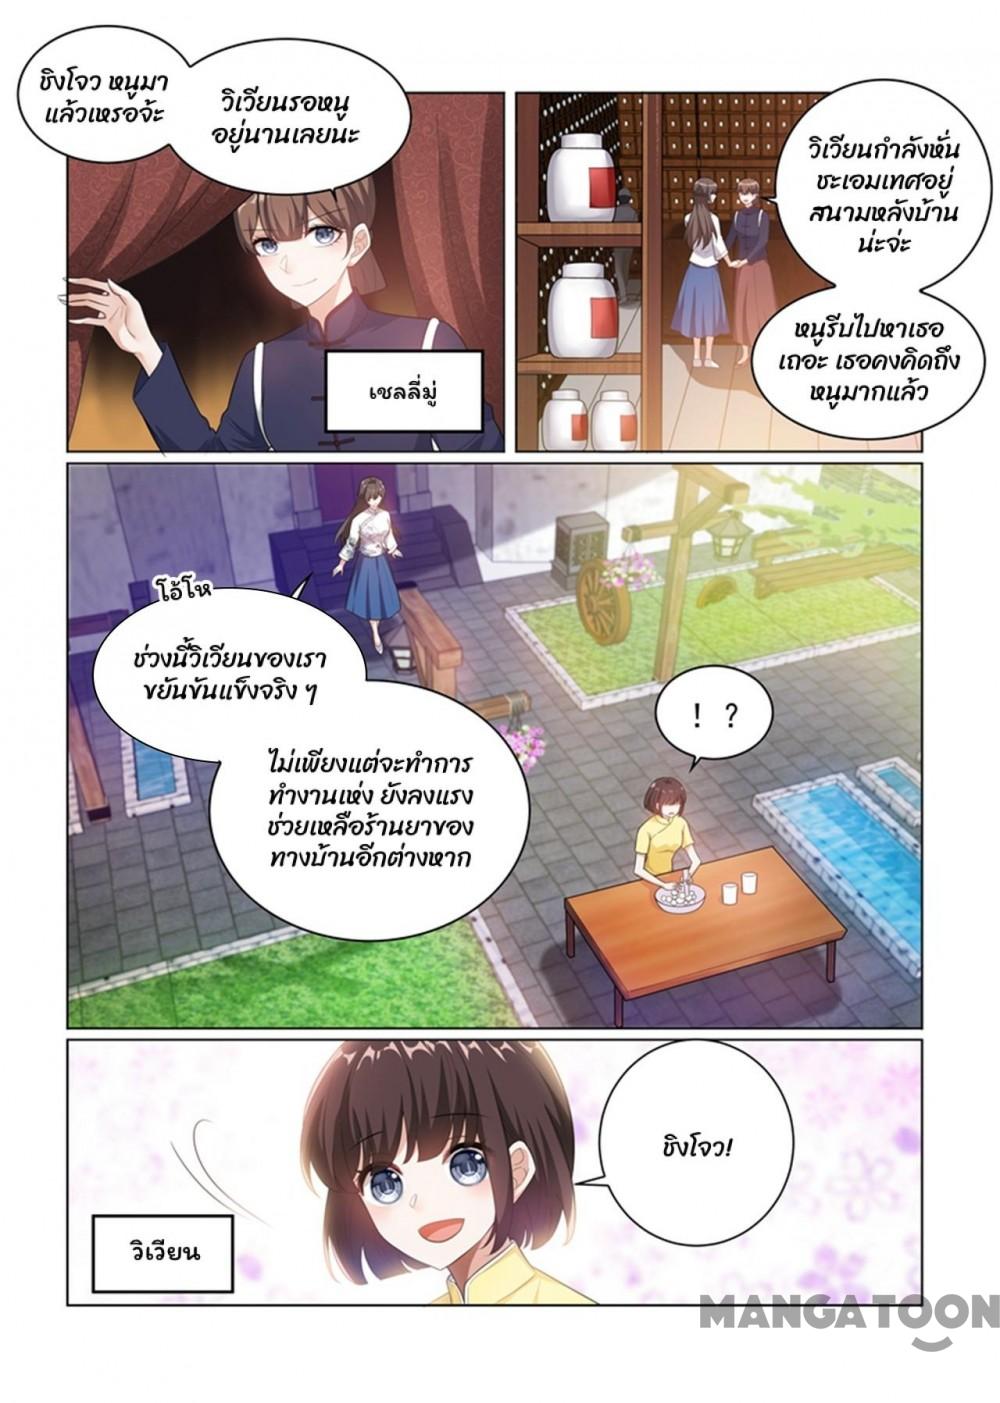 ชิงโจว หนูมา
แล้วเหรอจ้ะ
วิเวียนรอหนู
อยู่นานเลยนะ
เชลลี่มู่
วิเวียนกำลังหั่น
ชะเอมเทศอยู่
สนามหลังบ้าน
น่ะจ่ะ
หนูรีบไปหาเธอ
เถอะ เธอคงคิดถึง
หนูมากแล้ว
โอ้โห
ช่วงนี้วิเวียนของเรา
ขยันขันแข็งจริง ๆ
ไม่เพียงแต่จะทำการ
ทำงานเห่ง ยังลงแรง
ช่วยเหลือร้านยาของ
ทางบ้านอีกต่างหาก
! ?
ชิงโจว!
วิเวียน
MANGATOON